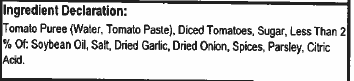 Ingredient Declaration:
Tomato Puree (Water, Tomato Paste), Diced Tomatoes, Sugar, Less Than 2
% Of: Soybean Oil, Salt, Dried Garlic, Dried Onion, Spices, Parsley, Citric
Acid.